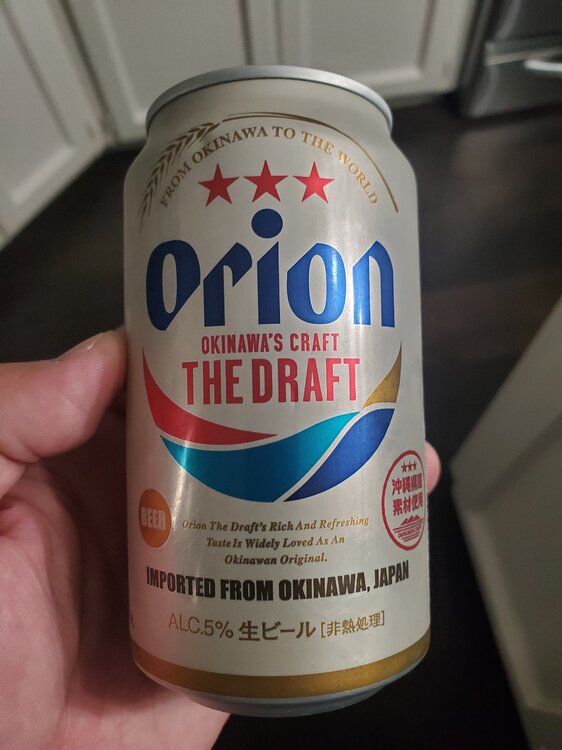 FROM OKINAWA TO THE WORLD
Orion
OKINAWA'S CRAFT
THE DRAFT
沖縄県産
素材使用
BEER
Orion The Draft's Rich And Refreshing
Taste Is Widely Loved As An
Okinawan Original.
IMPORTED FROM OKINAWA, JAPAN
ALC.5% 生ビール [非熱処理]